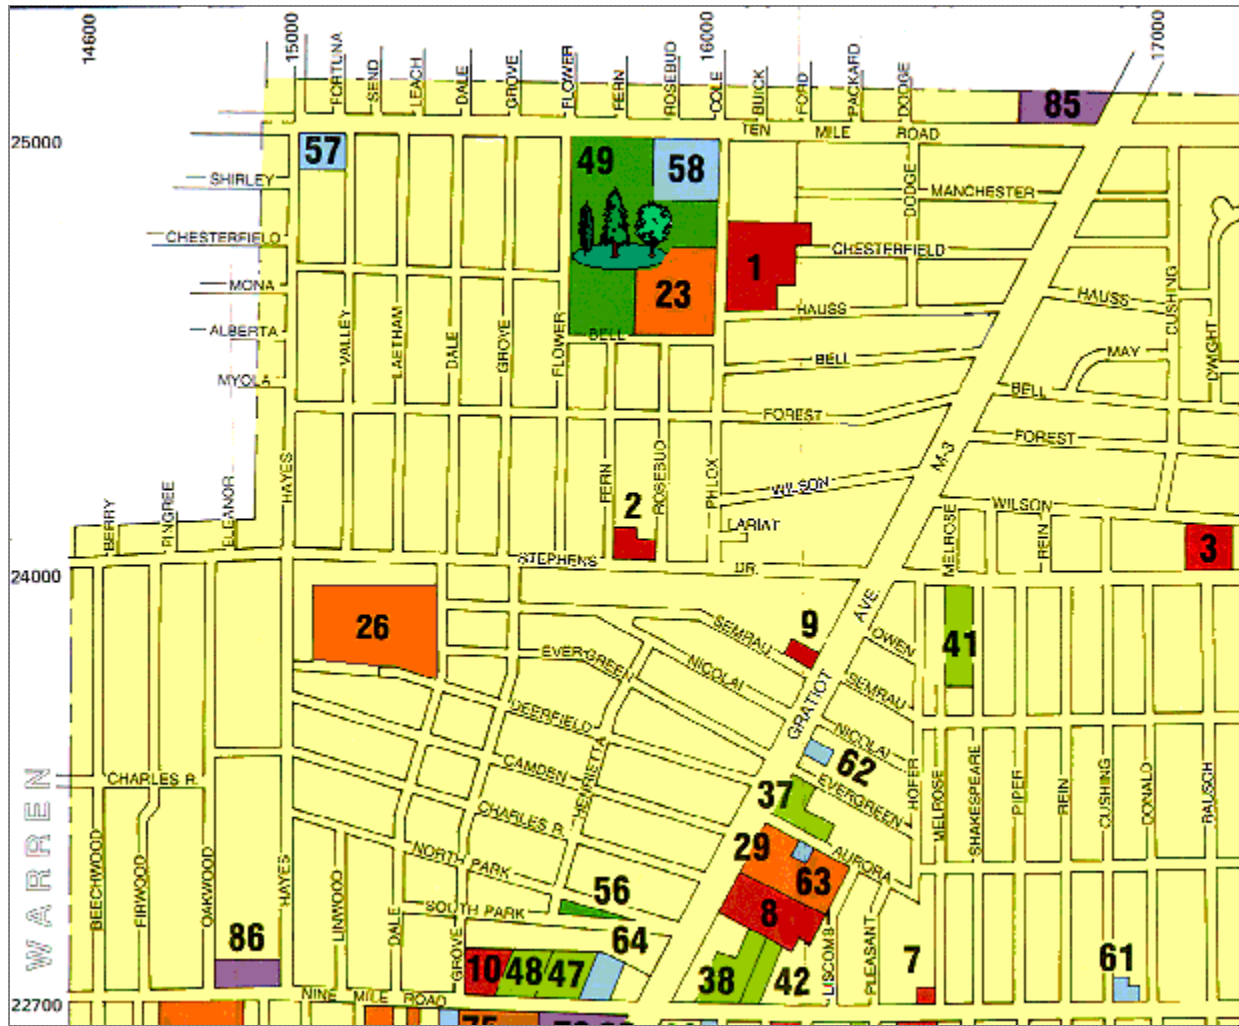 14600
15000
16000
17000
FORTUNA
SEND
LEACH
DALE
GROVE
FLOWER
FERN
ROSEBUD
COLE
BUICK
FORD
PACKARD
DODGE
85
TEN MILE ROAD
25000
57
49
58
SHIRLEY
DODGE
MANCHESTER
CHESTERFIELD
CHESTERFIELD
1
MONA
23
HAUSS
HAUSS
CUSHING
ALBERTA
VALLEY
LAETHAM
DALE
GROVE
FLOWER
BELL
BELL
MAY
DWIGHT
MYOLA
BELL
FOREST
FOREST
M-3
HAYES
BERRY
PINGREE
ELEANOR
FERN
ROSEBUD
PHLOX
WILSON
WILSON
2
LARIAT
MELROSE
REIN
3
STEPHENS DR.
24000
26
9
AVE.
OWEN
41
SEMRAU
EVERGREEN
NICOLAI
SEMRAU
GRATIOT
DEERFIELD
NICOLAI
62
HENRIETTA
CAMDEN
EVERGREEN
HOFER
MELROSE
SHAKESPEARE
PIPER
REIN
CUSHING
DONALD
RAUSCH
WARREN
CHARLES R.
37
CHARLES R.
29
AURORA
NORTH PARK
63
BEECHWOOD
FIRWOOD
OAKWOOD
HAYES
LINWOOD
DALE
GROVE
56
SOUTH PARK
8
86
64
LISCOMB
PLEASANT
7
61
10
48
47
38
42
22700
NINE MILE ROAD
75